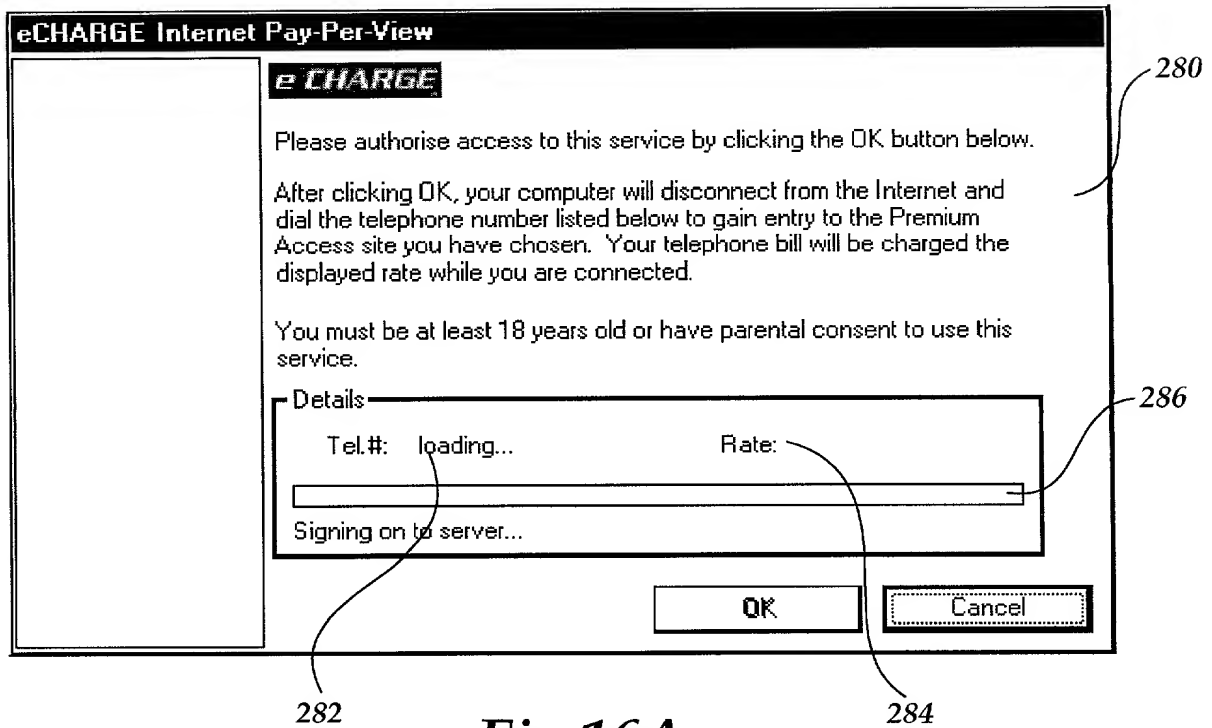 eCHARGE Internet Pay-Per-View
e CHARGE
280
Please authorise access to this service by clicking the OK button below.
After clicking OK, your computer will disconnect from the Internet and
dial the telephone number listed below to gain entry to the Premium
Access site you have chosen. Your telephone bill will be charged the
displayed rate while you are connected.
You must be at least 18 years old or have parental consent to use this
service.
Details
286
Tel.#: loading... Rate:
Signing on to server...
OK Cancel
282 284
Fig. 16A